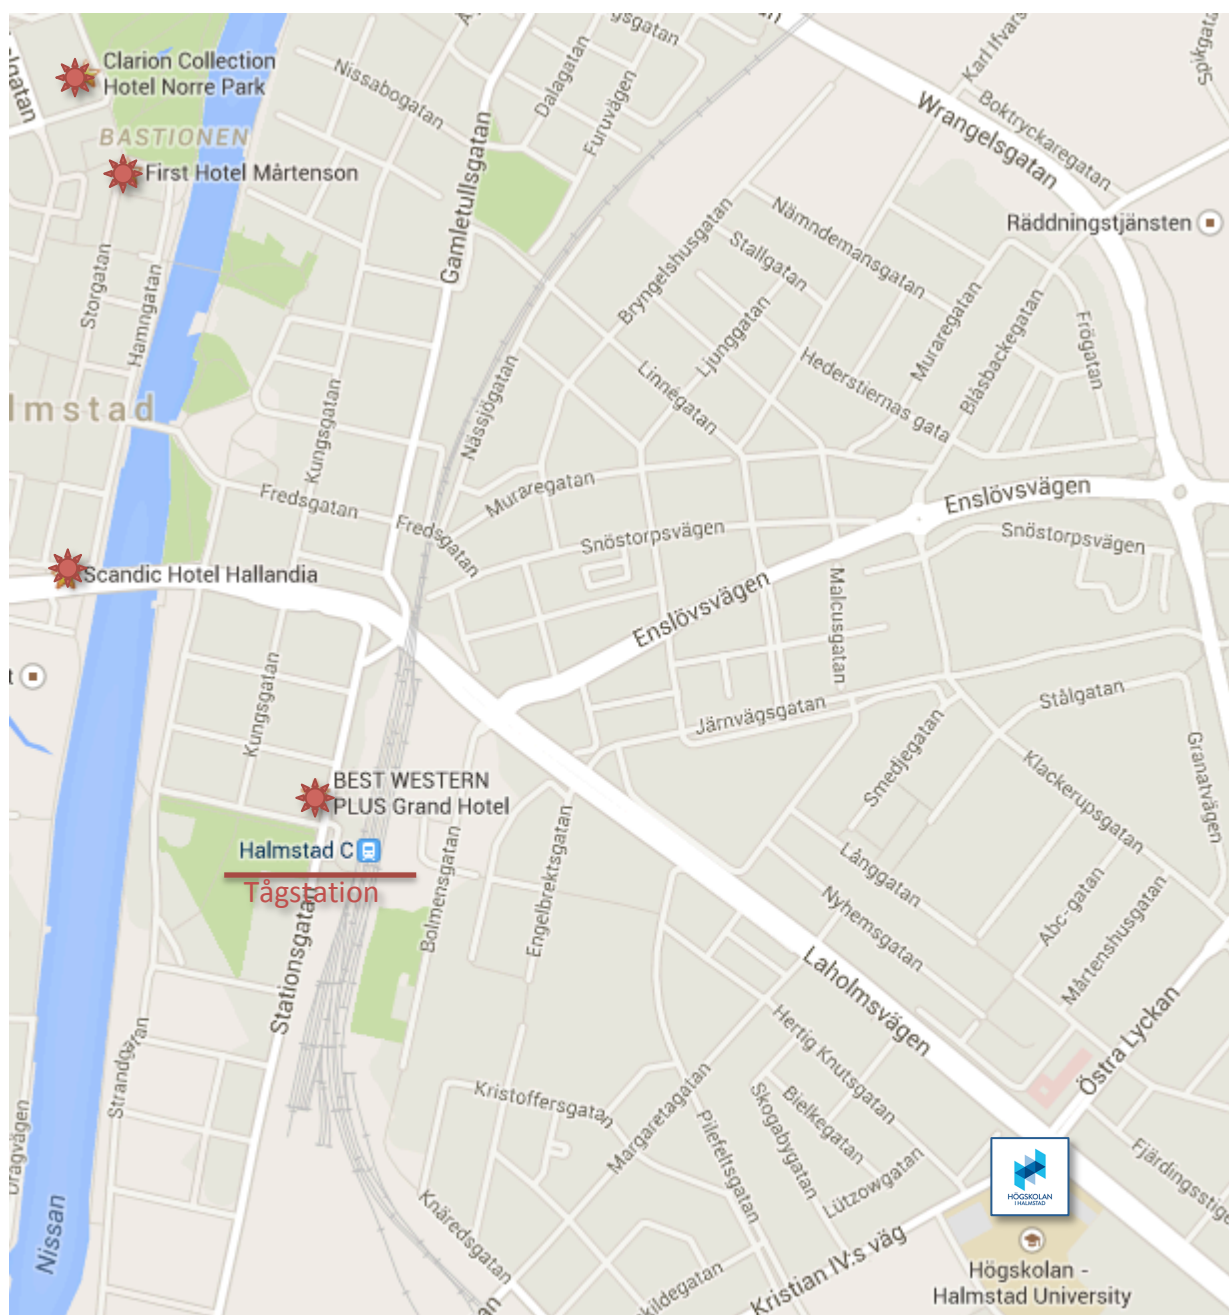 Clarion Collection
Hotel Norre Park
BASTIONEN
First Hotel Mårtenson
Nissabogatan
Dalagatan
Furuvägen
Gamletullsgatan
Karl Ifvars
Spikgata
Wrangelsgatan
Boktryckaregatan
Räddningstjänsten
Storgatan
Hamngatan
Bryngelshusgatan
Nämndemansgatan
Stallgatan
Ljunggatan
Linnégatan
Muraregatan
Blåsbackegatan
Frögatan
Hederstiernas gata
lmstad
Kungsgatan
Nässjögatan
Muraregatan
Fredsgatan
Fredsgatan
Snöstorpsvägen
Enslövsvägen
Snöstorpsvägen
Scandic Hotel Hallandia
Enslövsvägen
Malcusgatan
t
Kungsgatan
Järnvägsgatan
Stålgatan
Smedjegatan
Klackerupsgatan
Granatvägen
BEST WESTERN
PLUS Grand Hotel
Halmstad C
Tågstation
Stationsgatan
Bolmensgatan
Engelbrektsgatan
Långgatan
Nyhemsgatan
Abc-gatan
Mårtenshusgatan
Laholmsvägen
Östra Lyckan
Hertig Knutsgatan
Strandgatan
Kristoffersgatan
Margaretagatan
Pilefeltsgatan
Skogabygatan
Bielkegatan
Lützowgatan
Fjärdingsstige
Dragvägen
Nissan
Knäredsgatan
Kristian IV:s väg
HÖGSKOLAN
I HALMSTAD
Högskolan -
Halmstad University